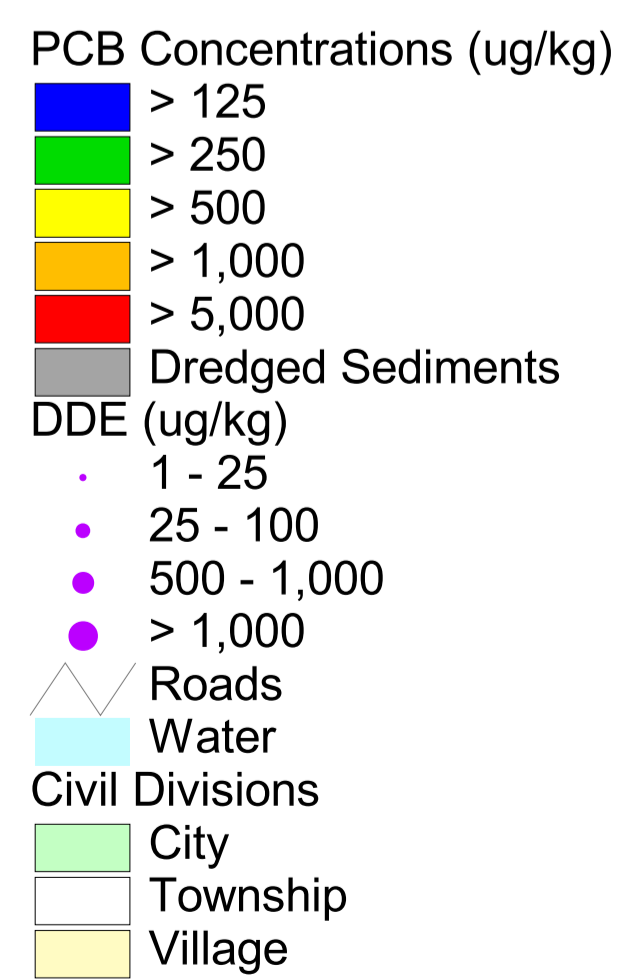 PCB Concentrations (ug/kg)
> 125
> 250
> 500
> 1,000
> 5,000
Dredged Sediments
DDE (ug/kg)
1 - 25
25 - 100
500 - 1,000
> 1,000
Roads
Water
Civil Divisions
City
Township
Village